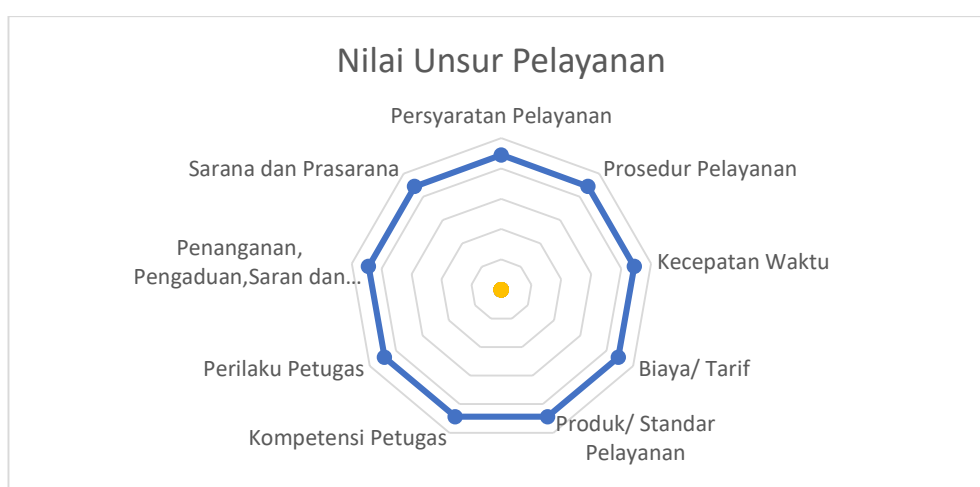 Nilai Unsur Pelayanan
Persyaratan Pelayanan
Prosedur Pelayanan
Kecepatan Waktu
Biaya/ Tarif
Produk/ Standar
Pelayanan
Kompetensi Petugas
Perilaku Petugas
Penanganan,
Pengaduan,Saran dan...
Sarana dan Prasarana